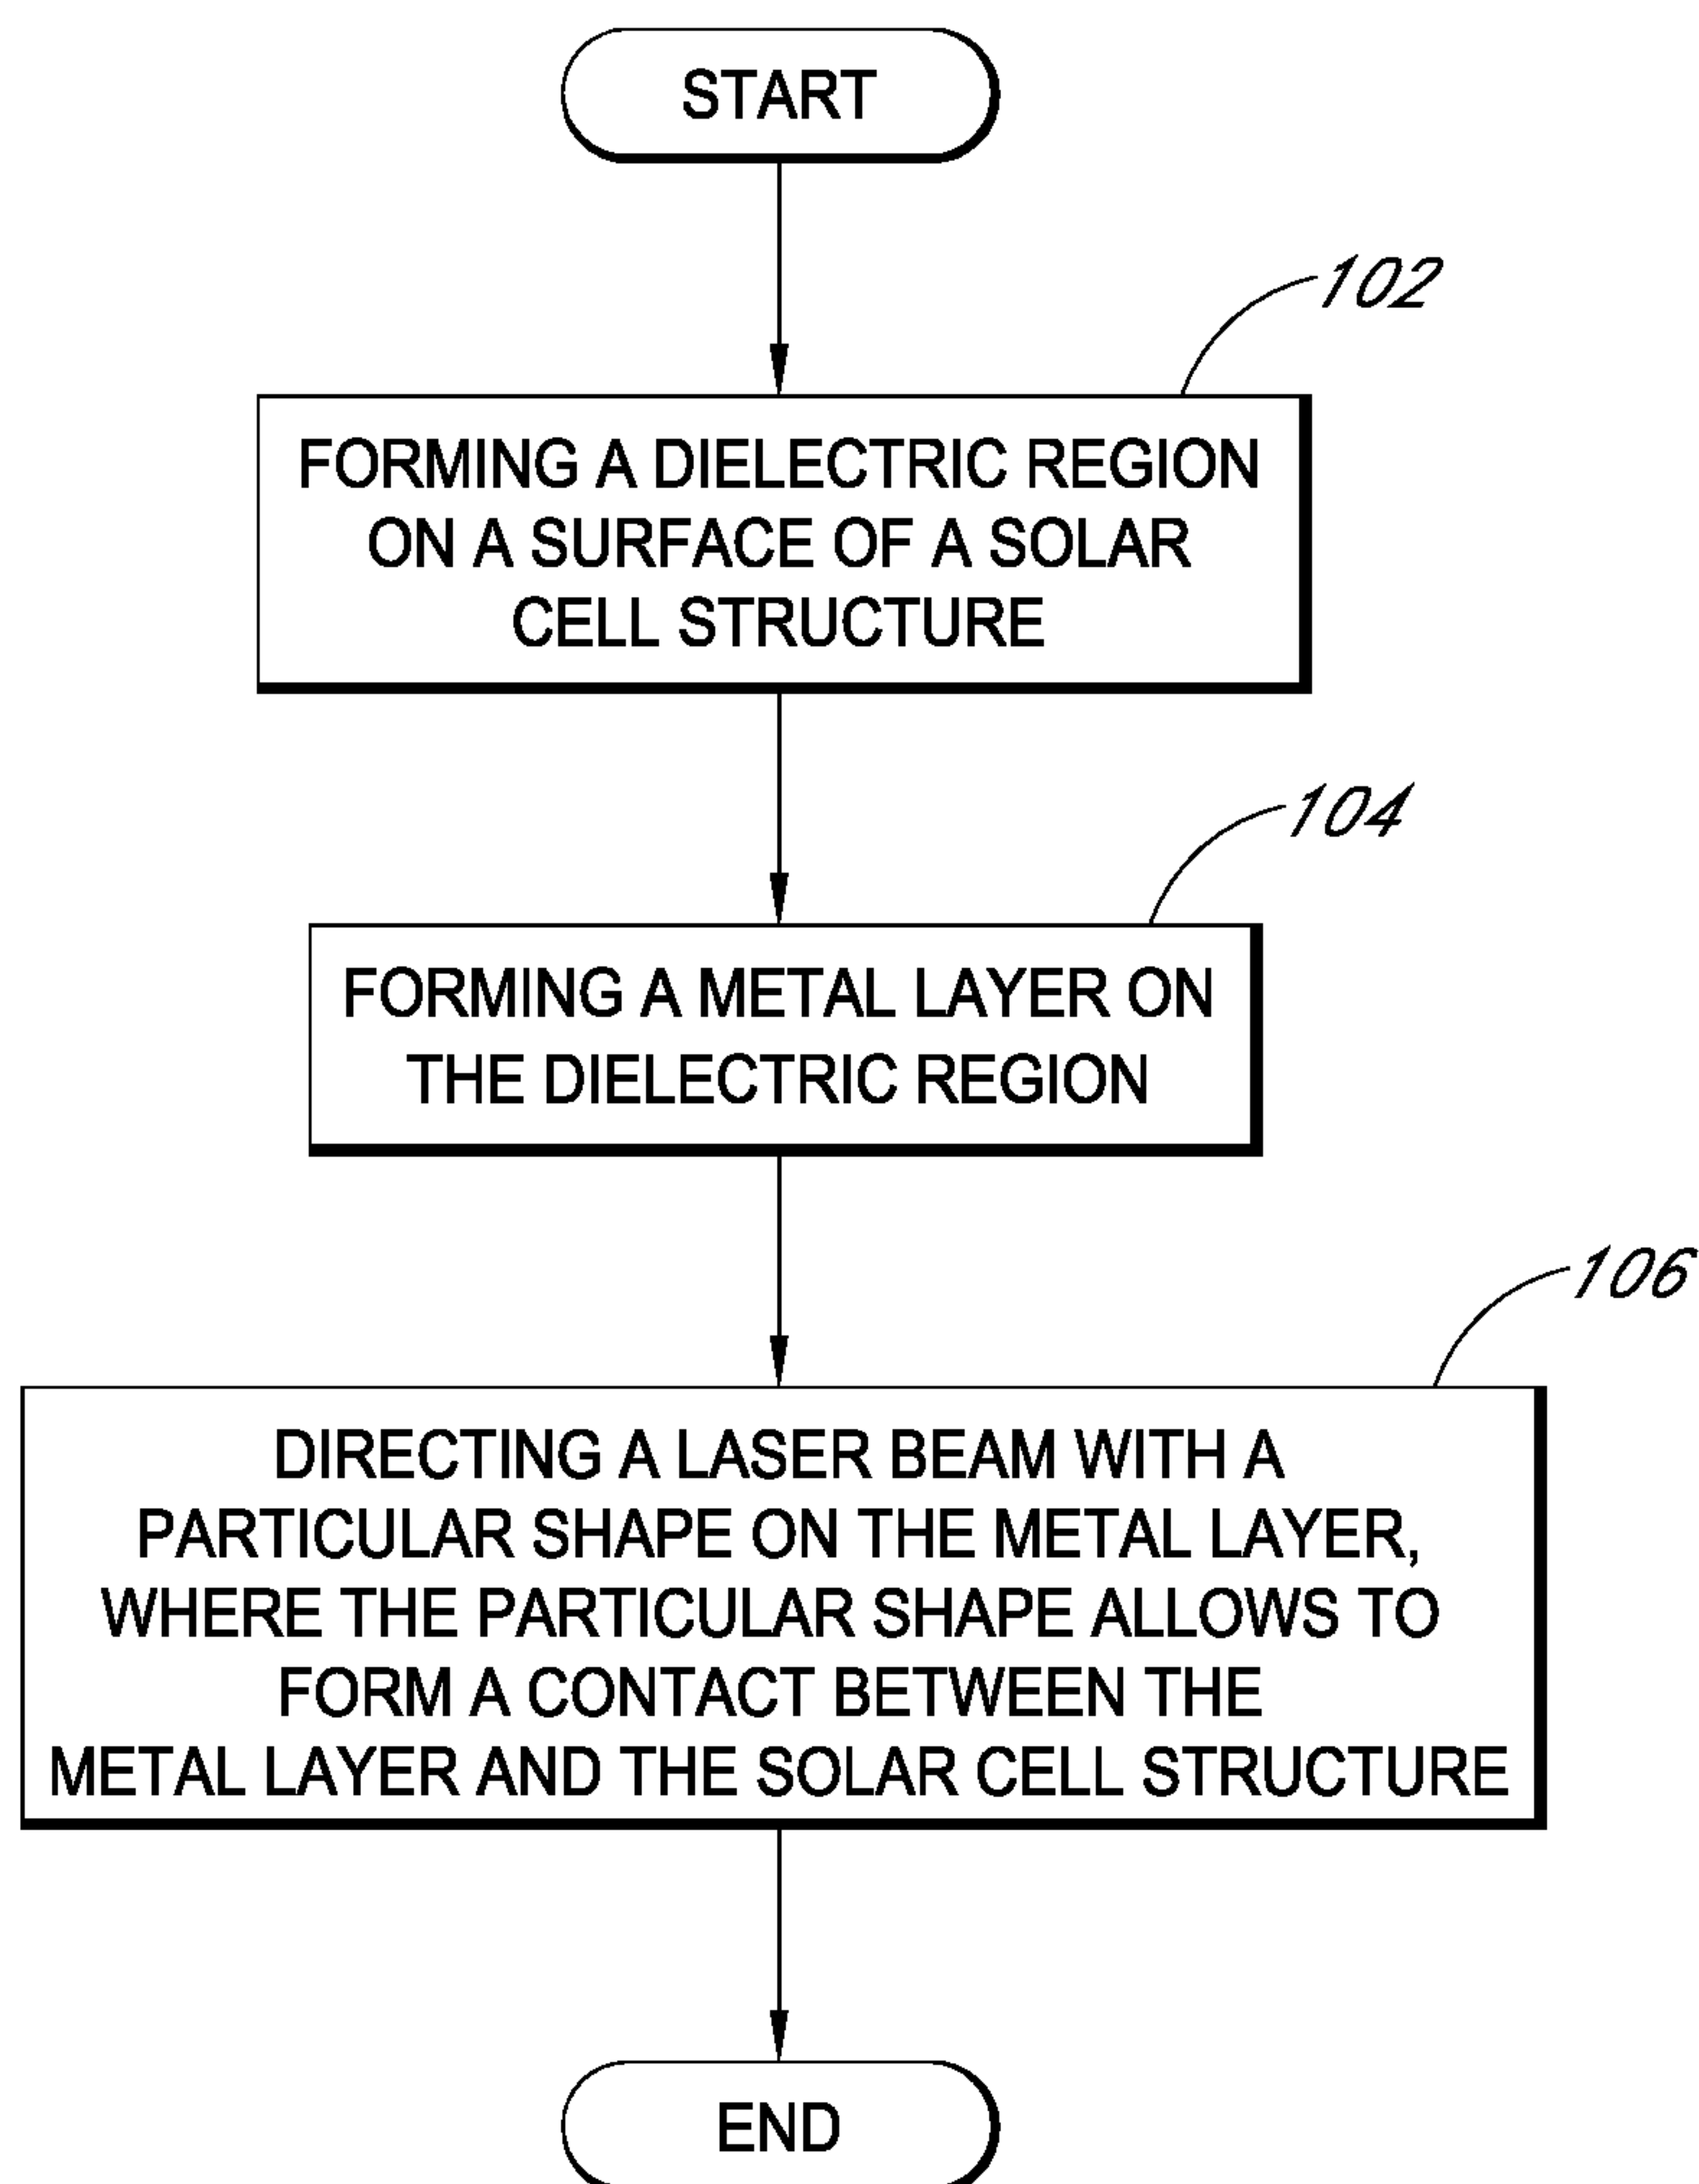 START
102
FORMING A DIELECTRIC REGION
ON A SURFACE OF A SOLAR
CELL STRUCTURE
104
FORMING A METAL LAYER ON
THE DIELECTRIC REGION
106
DIRECTING A LASER BEAM WITH A
PARTICULAR SHAPE ON THE METAL LAYER,
WHERE THE PARTICULAR SHAPE ALLOWS TO
FORM A CONTACT BETWEEN THE
METAL LAYER AND THE SOLAR CELL STRUCTURE
END